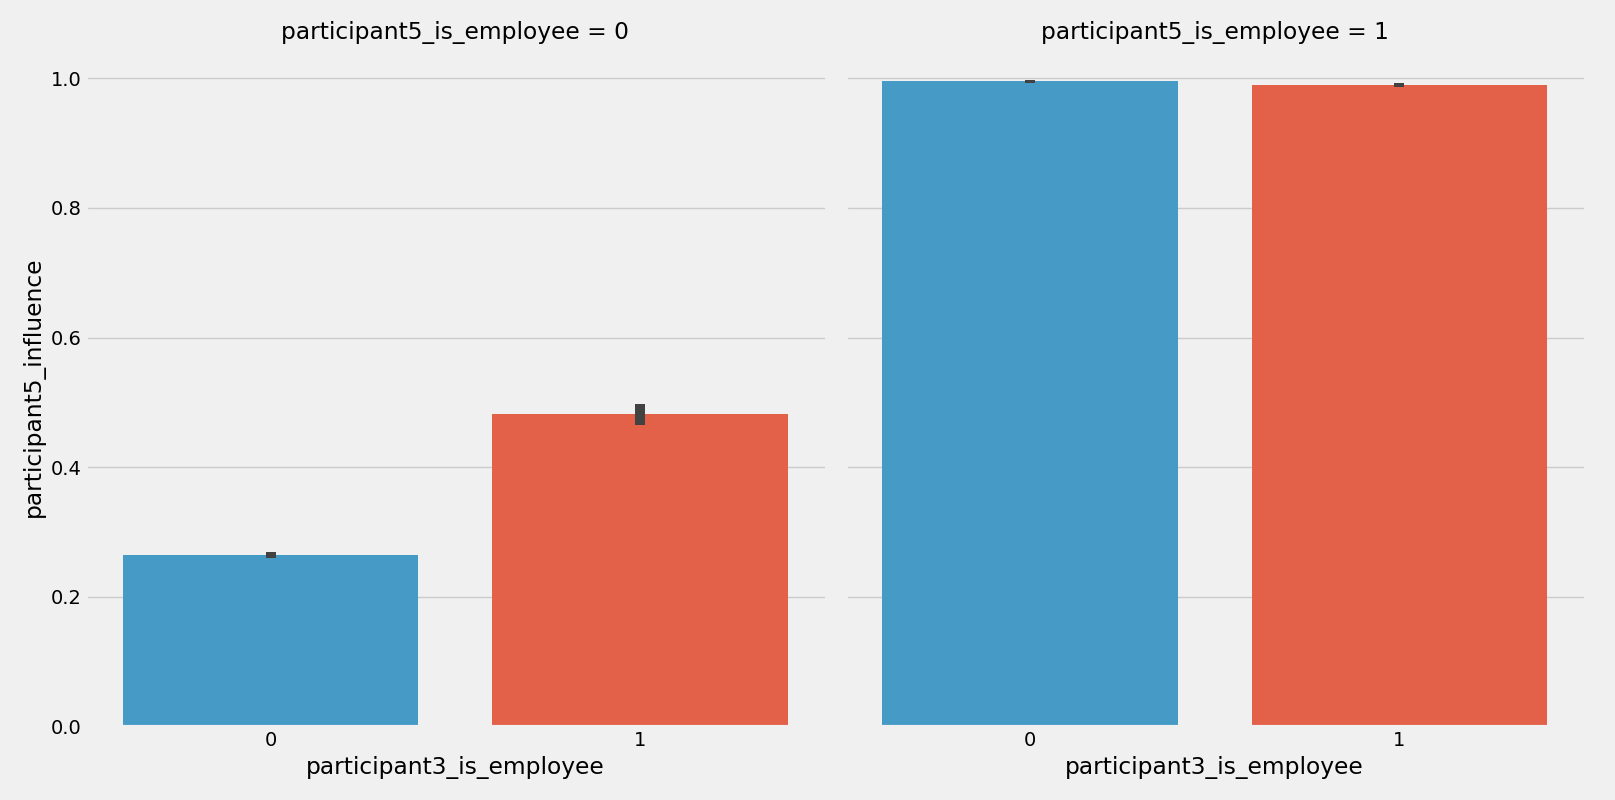 participant5_is_employee = 0
participant5_is_employee = 1
participant5_influence
1.0
0.8
0.6
0.4
0.2
0.0
0
1
0
1
participant3_is_employee
participant3_is_employee